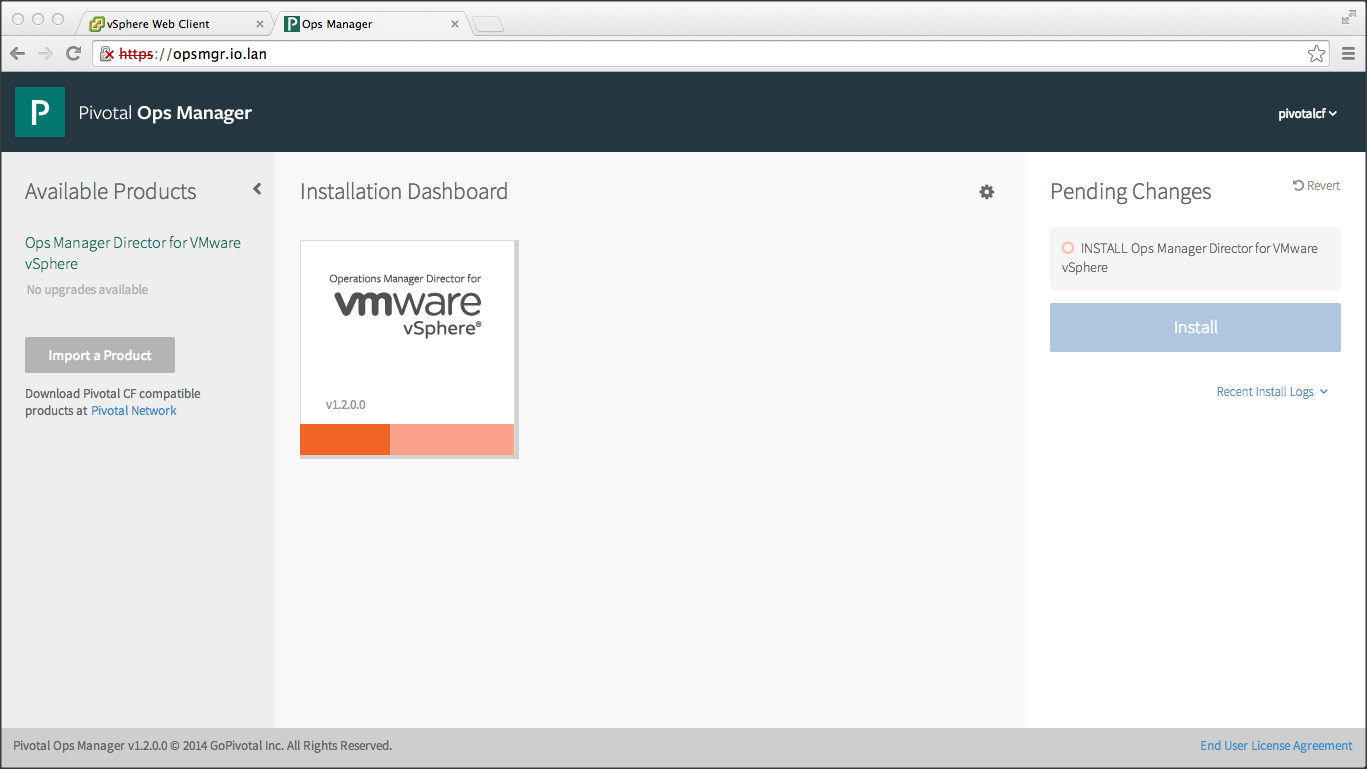 vSphere Web Client
Ops Manager
https://opsmgr.io.lan
P Pivotal Ops Manager
pivotalcf
Available Products
Ops Manager Director for VMware
vSphere
No upgrades available
Import a Product
Download Pivotal CF compatible
products at Pivotal Network
Installation Dashboard
Operations Manager Director for
vmware
vSphere®
v1.2.0.0
Pending Changes
Revert
INSTALL Ops Manager Director for VMware
vSphere
Install
Recent Install Logs
Pivotal Ops Manager v1.2.0.0 © 2014 GoPivotal Inc. All Rights Reserved.
End User License Agreement